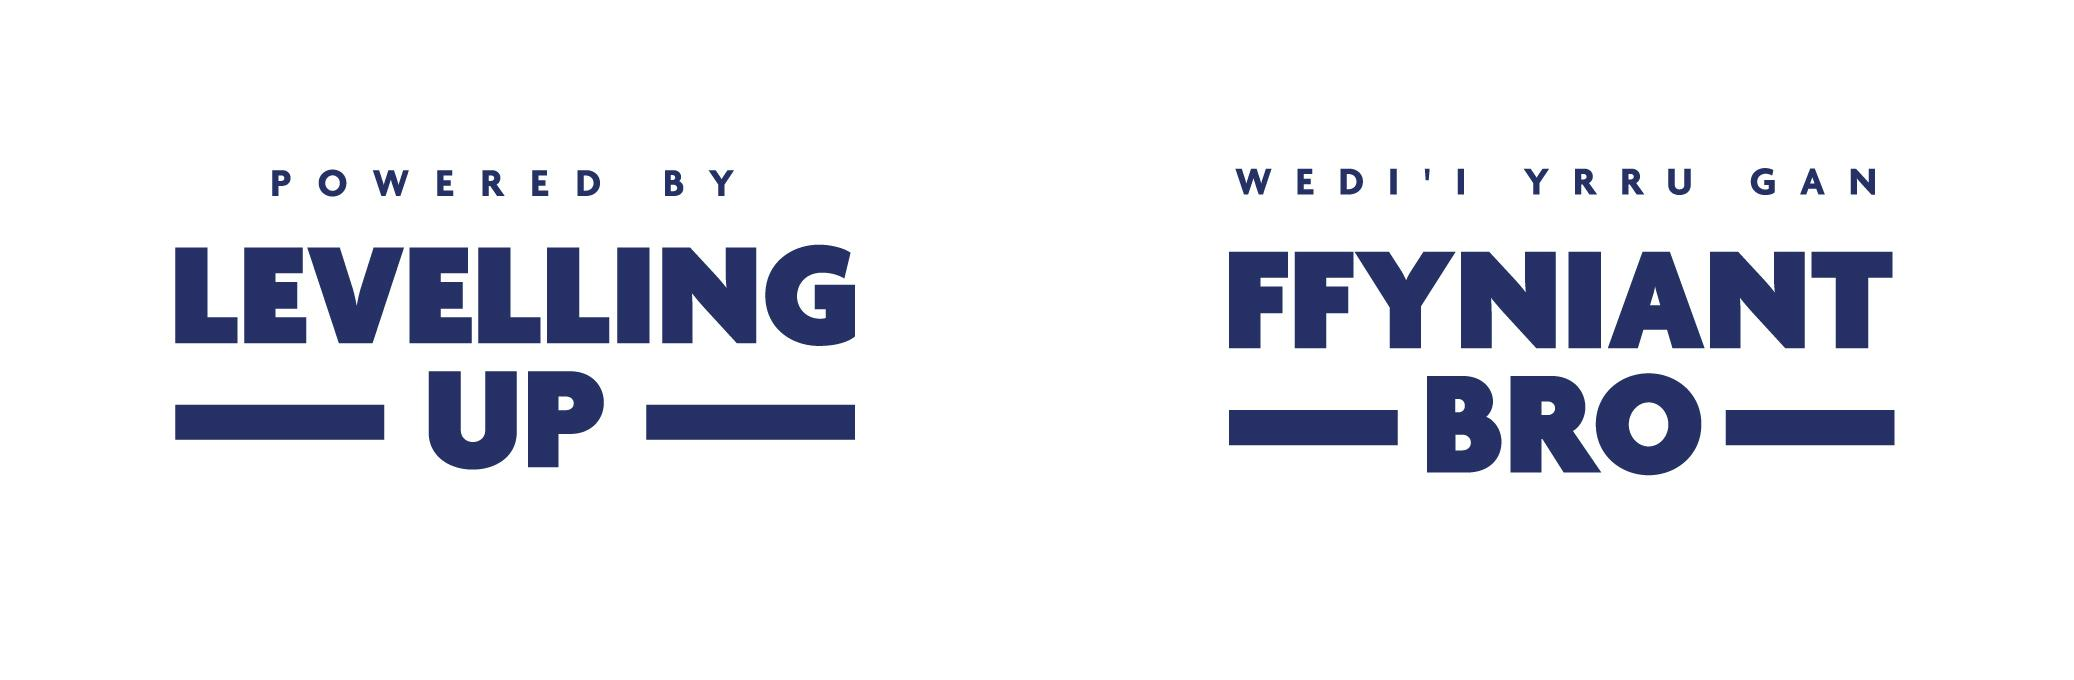 POWERED BY
LEVELLING
UP
WEDI'I YRRU GAN
FFYNIANT
BRO